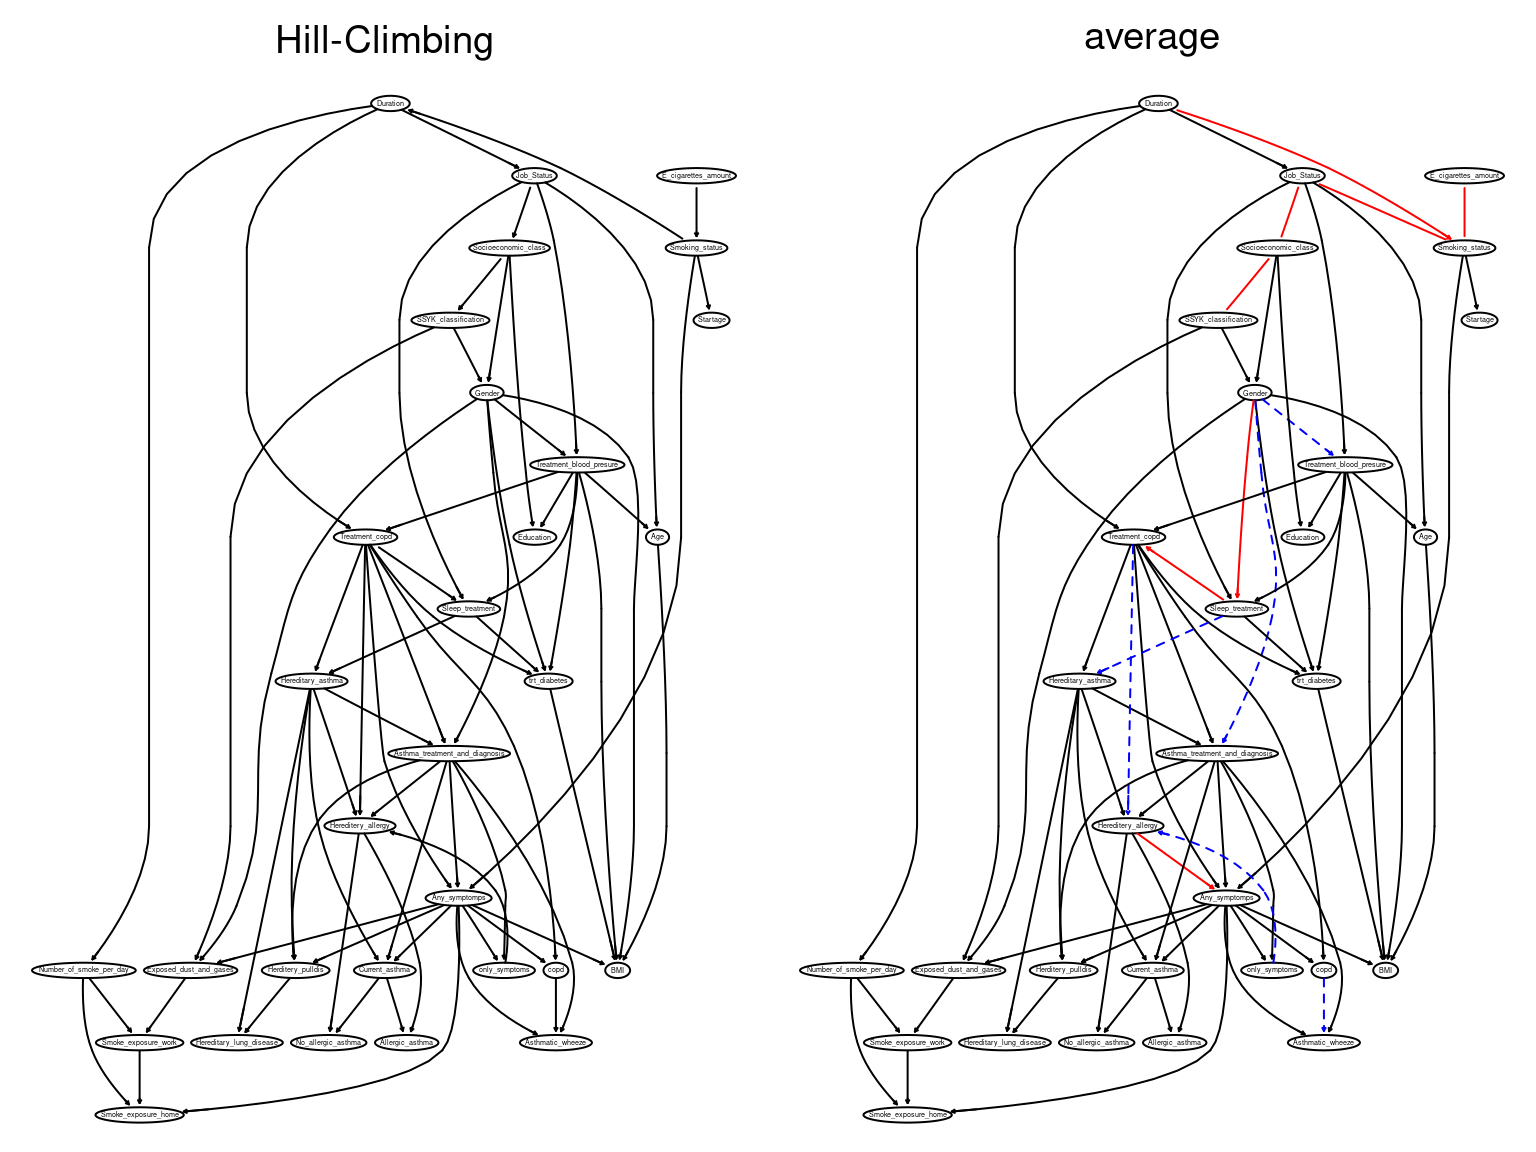 Hill-Climbing
Duration
Job_Status
E_cigarettes_amount
Socioeconomic_class
Smoking_status
SSYK_classification
Startage
Gender
Treatment_blood_presure
Treatment_copd
Education
Age
Sleep_treatment
Hereditary_asthma
trt_diabetes
Asthma_treatment_and_diagnosis
Hereditery_allergy
Any_symptomps
Number_of_smoke_per_day
Exposed_dust_and_gases
Herditery_pulldis
Current_asthma
only_symptoms
copd
BMI
Smoke_exposure_work
Hereditary_lung_disease
No_allergic_asthma
Allergic_asthma
Asthmatic_wheeze
Smoke_exposure_home
average
Duration
Job_Status
E_cigarettes_amount
Socioeconomic_class
Smoking_status
SSYK_classification
Startage
Gender
Treatment_blood_presure
Treatment_copd
Education
Age
Sleep_treatment
Hereditary_asthma
trt_diabetes
Asthma_treatment_and_diagnosis
Hereditery_allergy
Any_symptomps
Number_of_smoke_per_day
Exposed_dust_and_gases
Herditery_pulldis
Current_asthma
only_symptoms
copd
BMI
Smoke_exposure_work
Hereditary_lung_disease
No_allergic_asthma
Allergic_asthma
Asthmatic_wheeze
Smoke_exposure_home